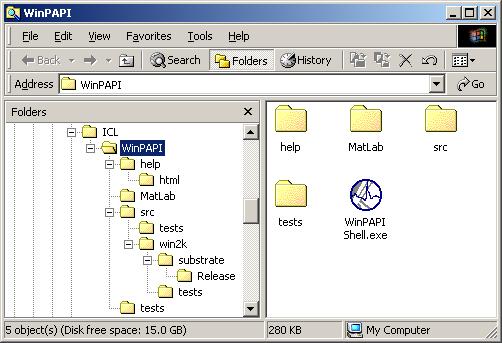 WinPAPI
File Edit View Favorites Tools Help
Back Search Folders History
Address WinPAPI Go
Folders
ICL
WinPAPI
help
html
MatLab
src
tests
win2k
substrate
Release
tests
tests
help MatLab src
tests WinPAPI
Shell.exe
5 object(s) (Disk free space: 15.0 GB) 280 KB My Computer